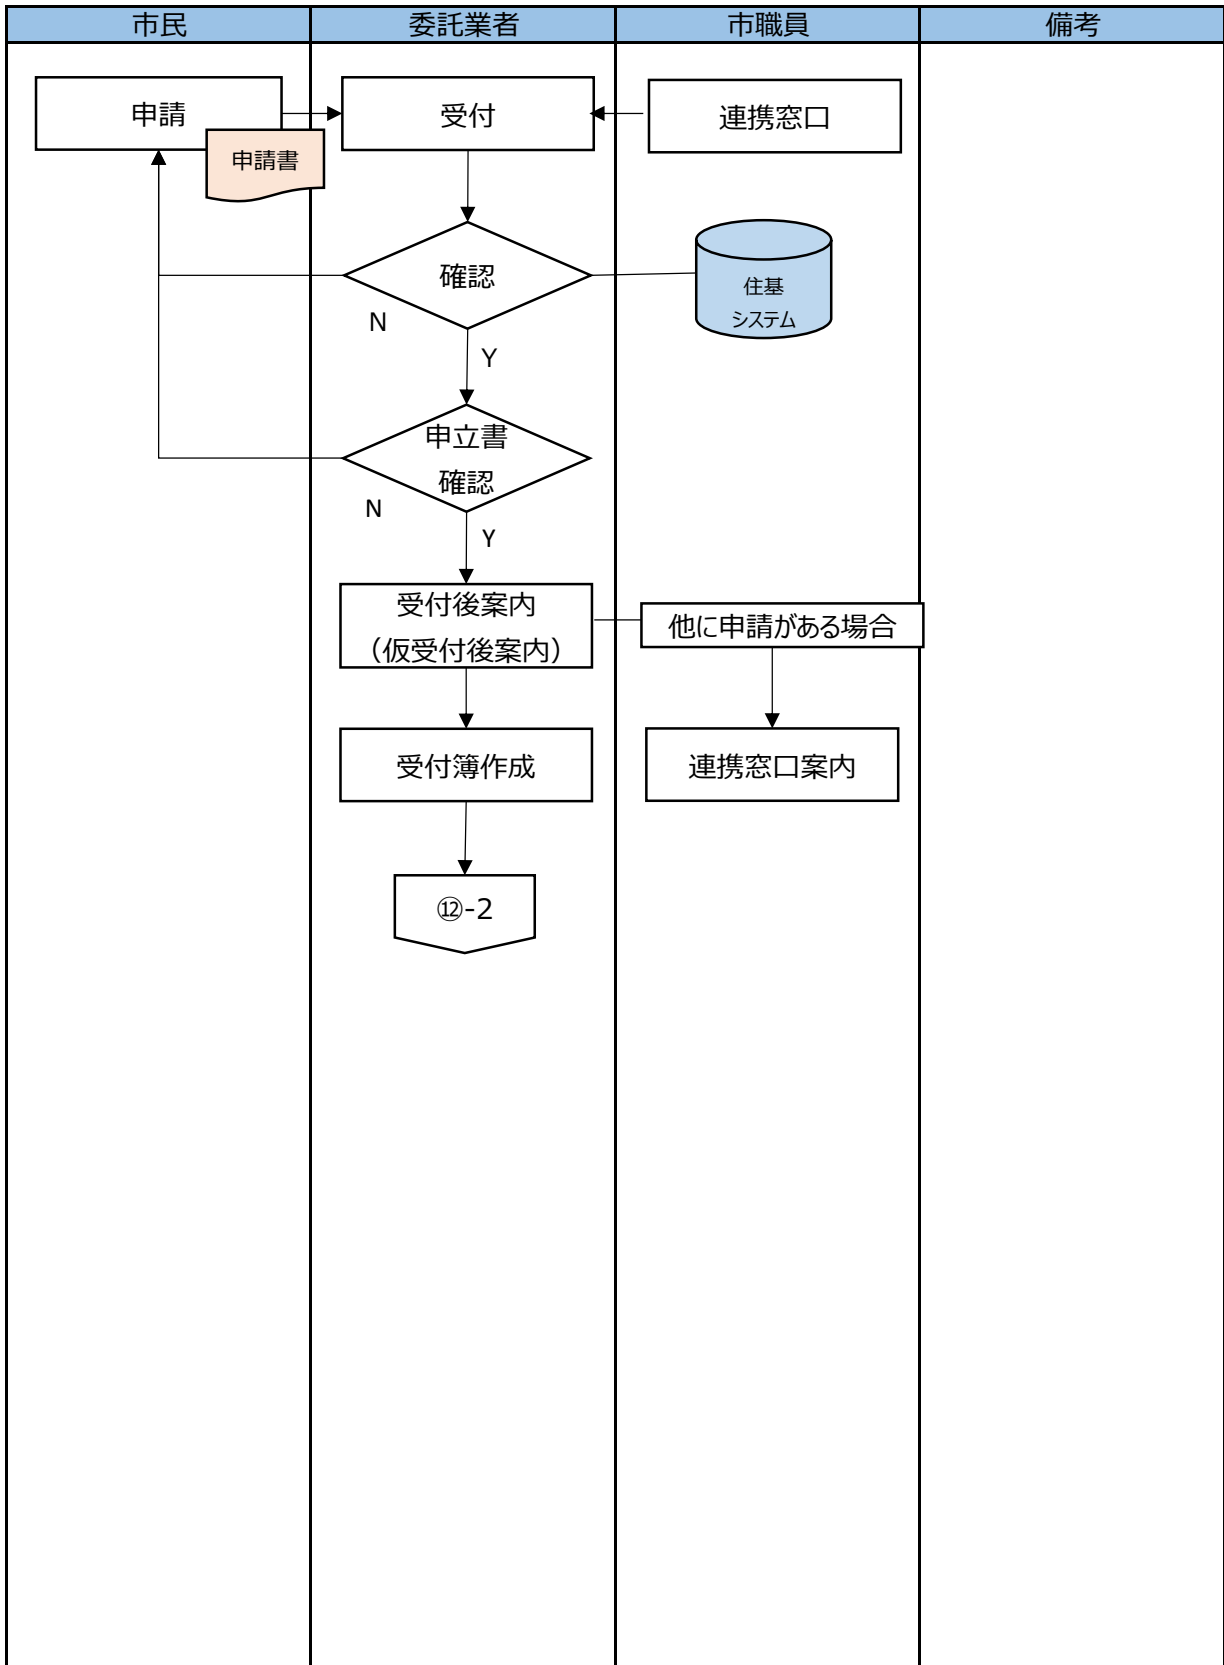 市民
委託業者
市職員
備考
申請
受付
連携窓口
申請書
確認
住基
システム
N
Y
申立書
確認
N
Y
受付後案内
（仮受付後案内）
他に申請がある場合
受付簿作成
連携窓口案内
⑫-2